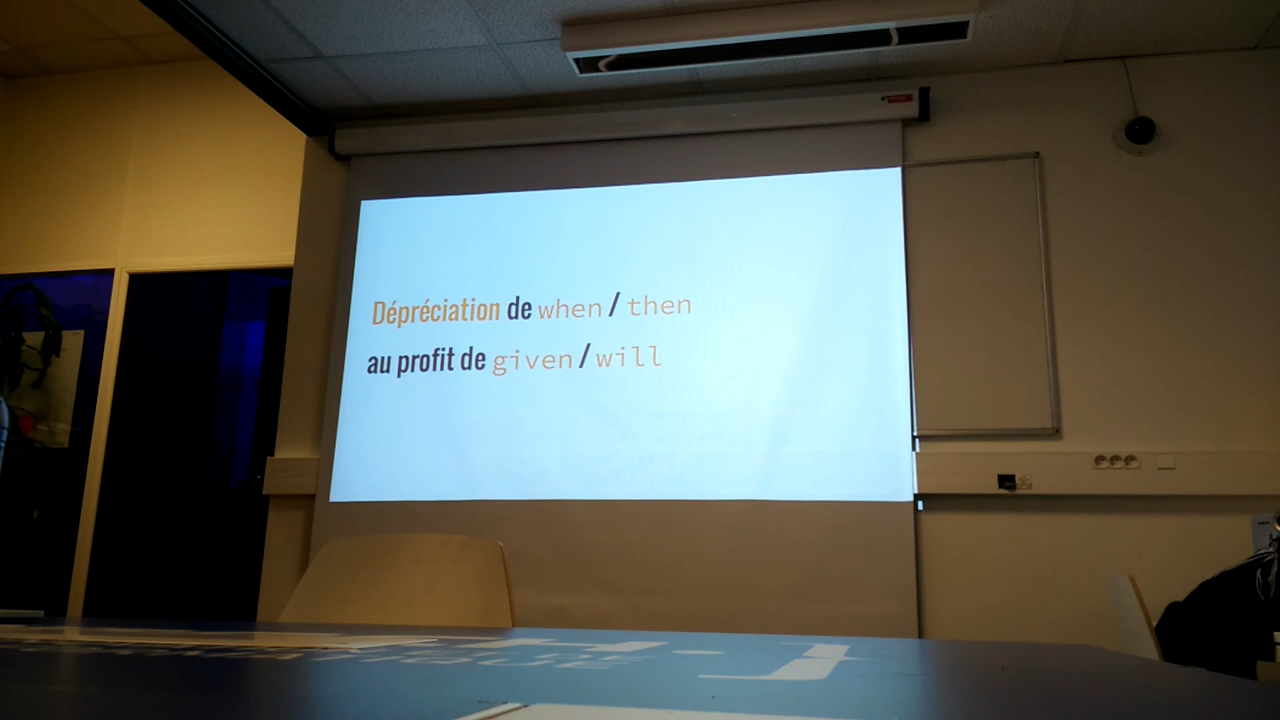 Dépréciation de when / then
au profit de given / will